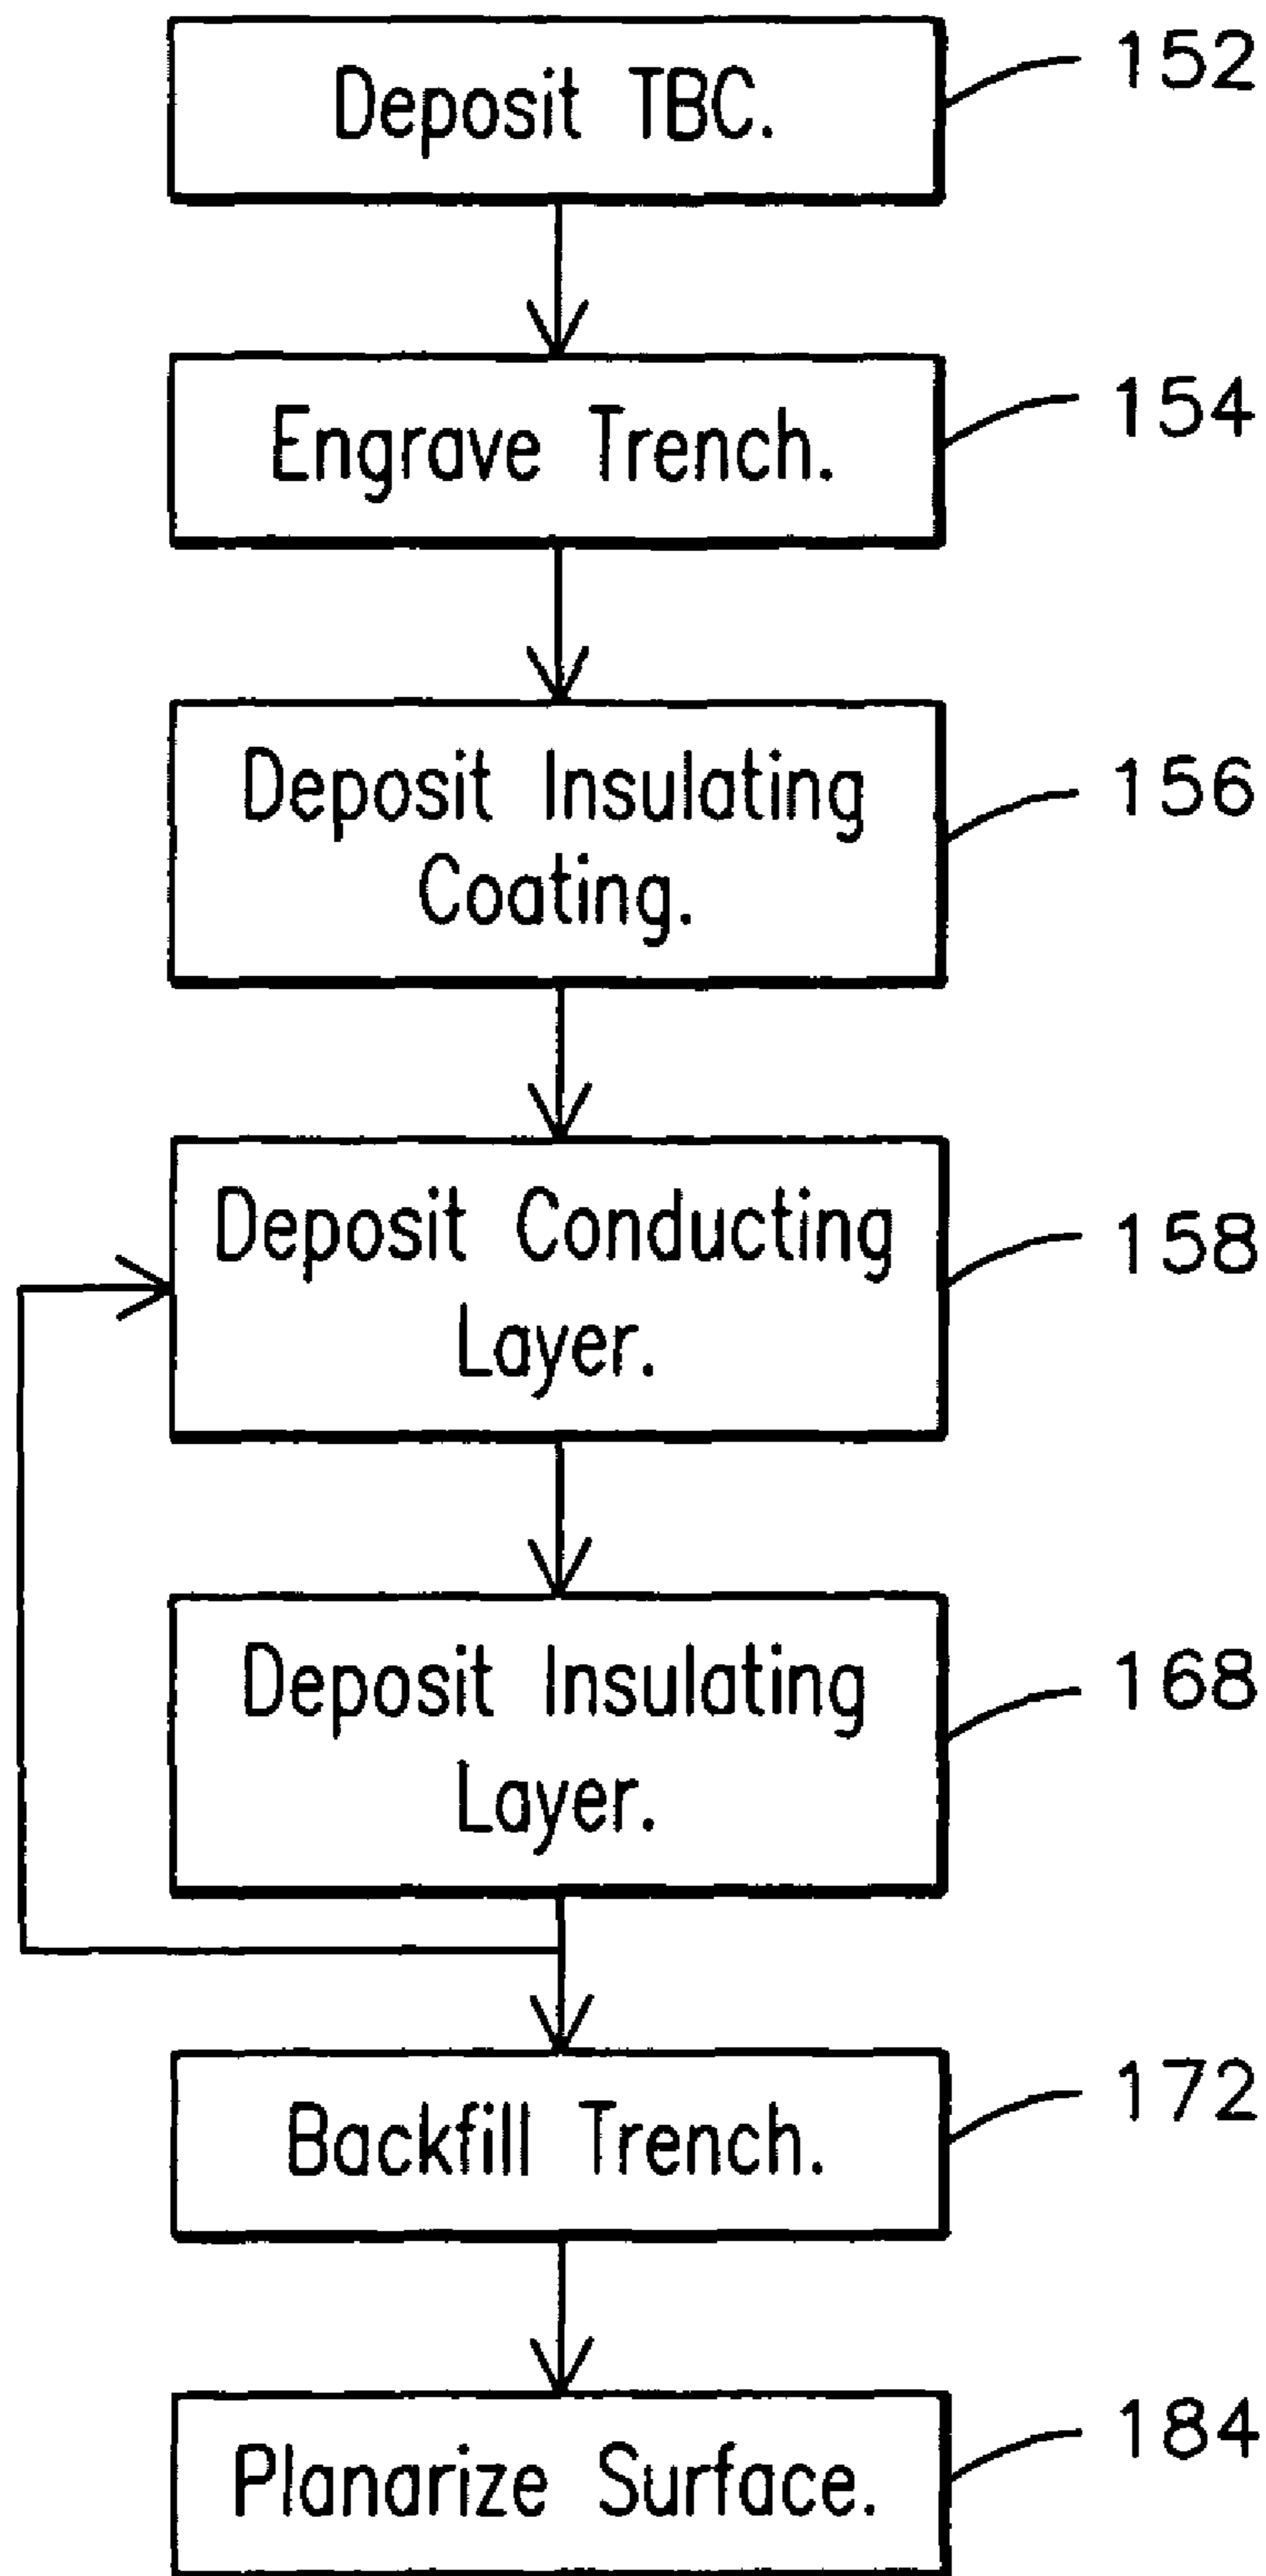 Deposit TBC.
152
Engrave Trench.
154
Deposit Insulating
Coating.
156
Deposit Conducting
Layer.
158
Deposit Insulating
Layer.
168
Backfill Trench.
172
Planarize Surface.
184